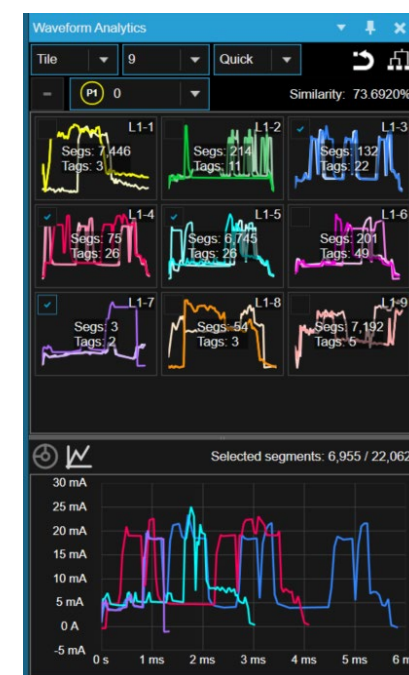 Waveform Analytics
Tile 9 Quick
P1 0 Similarity: 73.6920%
L1-1 L1-2 L1-3
Segs: 7,446 Segs: 214 Segs: 132
Tags: 3 Tags: 11 Tags: 22
L1-4 L1-5 L1-6
Segs: 75 Segs: 6,745 Segs: 201
Tags: 26 Tags: 26 Tags: 49
L1-7 L1-8 L1-9
Segs: 3 Segs: 54 Segs: 7,192
Tags: 2 Tags: 3 Tags: 5
Selected segments: 6,955 / 22,062
30 mA
25 mA
20 mA
15 mA
10 mA
5 mA
0 A
-5 mA
0 s 1 ms 2 ms 3 ms 4 ms 5 ms 6 m